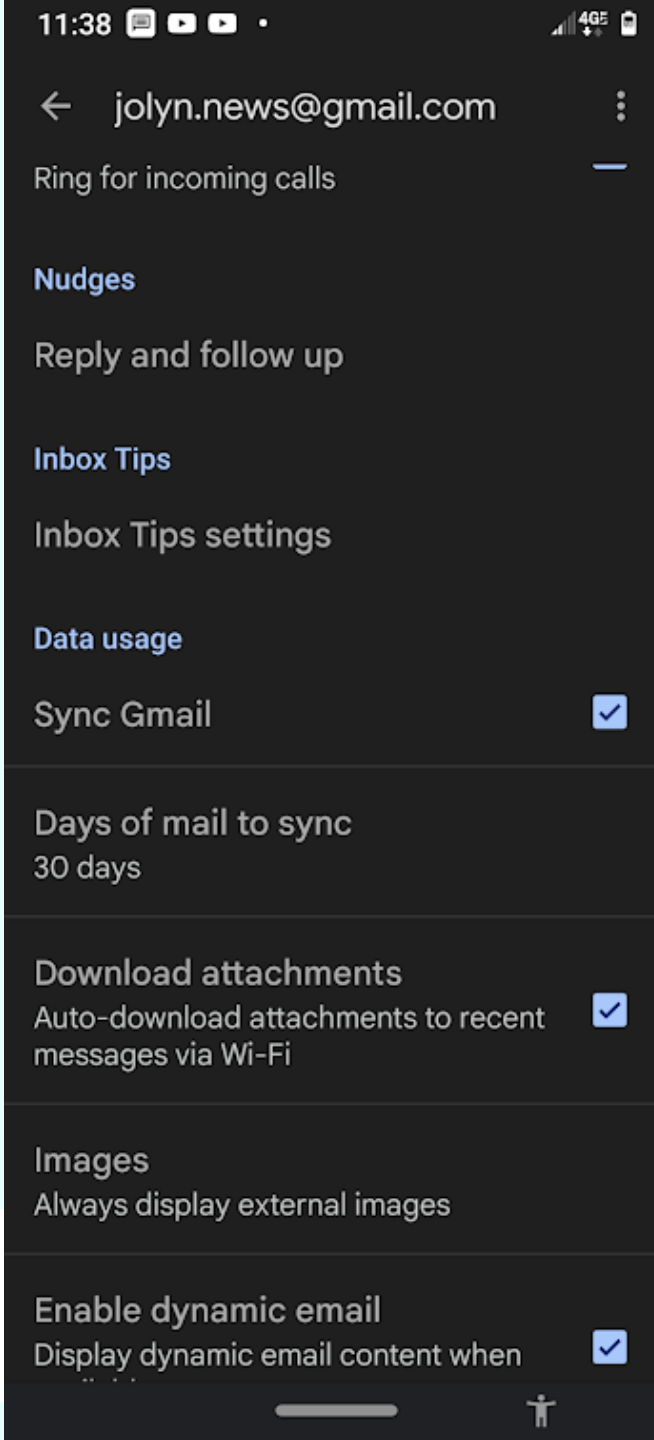 11:38
4GE
jolyn.news@gmail.com
Ring for incoming calls
Nudges
Reply and follow up
Inbox Tips
Inbox Tips settings
Data usage
Sync Gmail
Days of mail to sync
30 days
Download attachments
Auto-download attachments to recent
messages via Wi-Fi
Images
Always display external images
Enable dynamic email
Display dynamic email content when